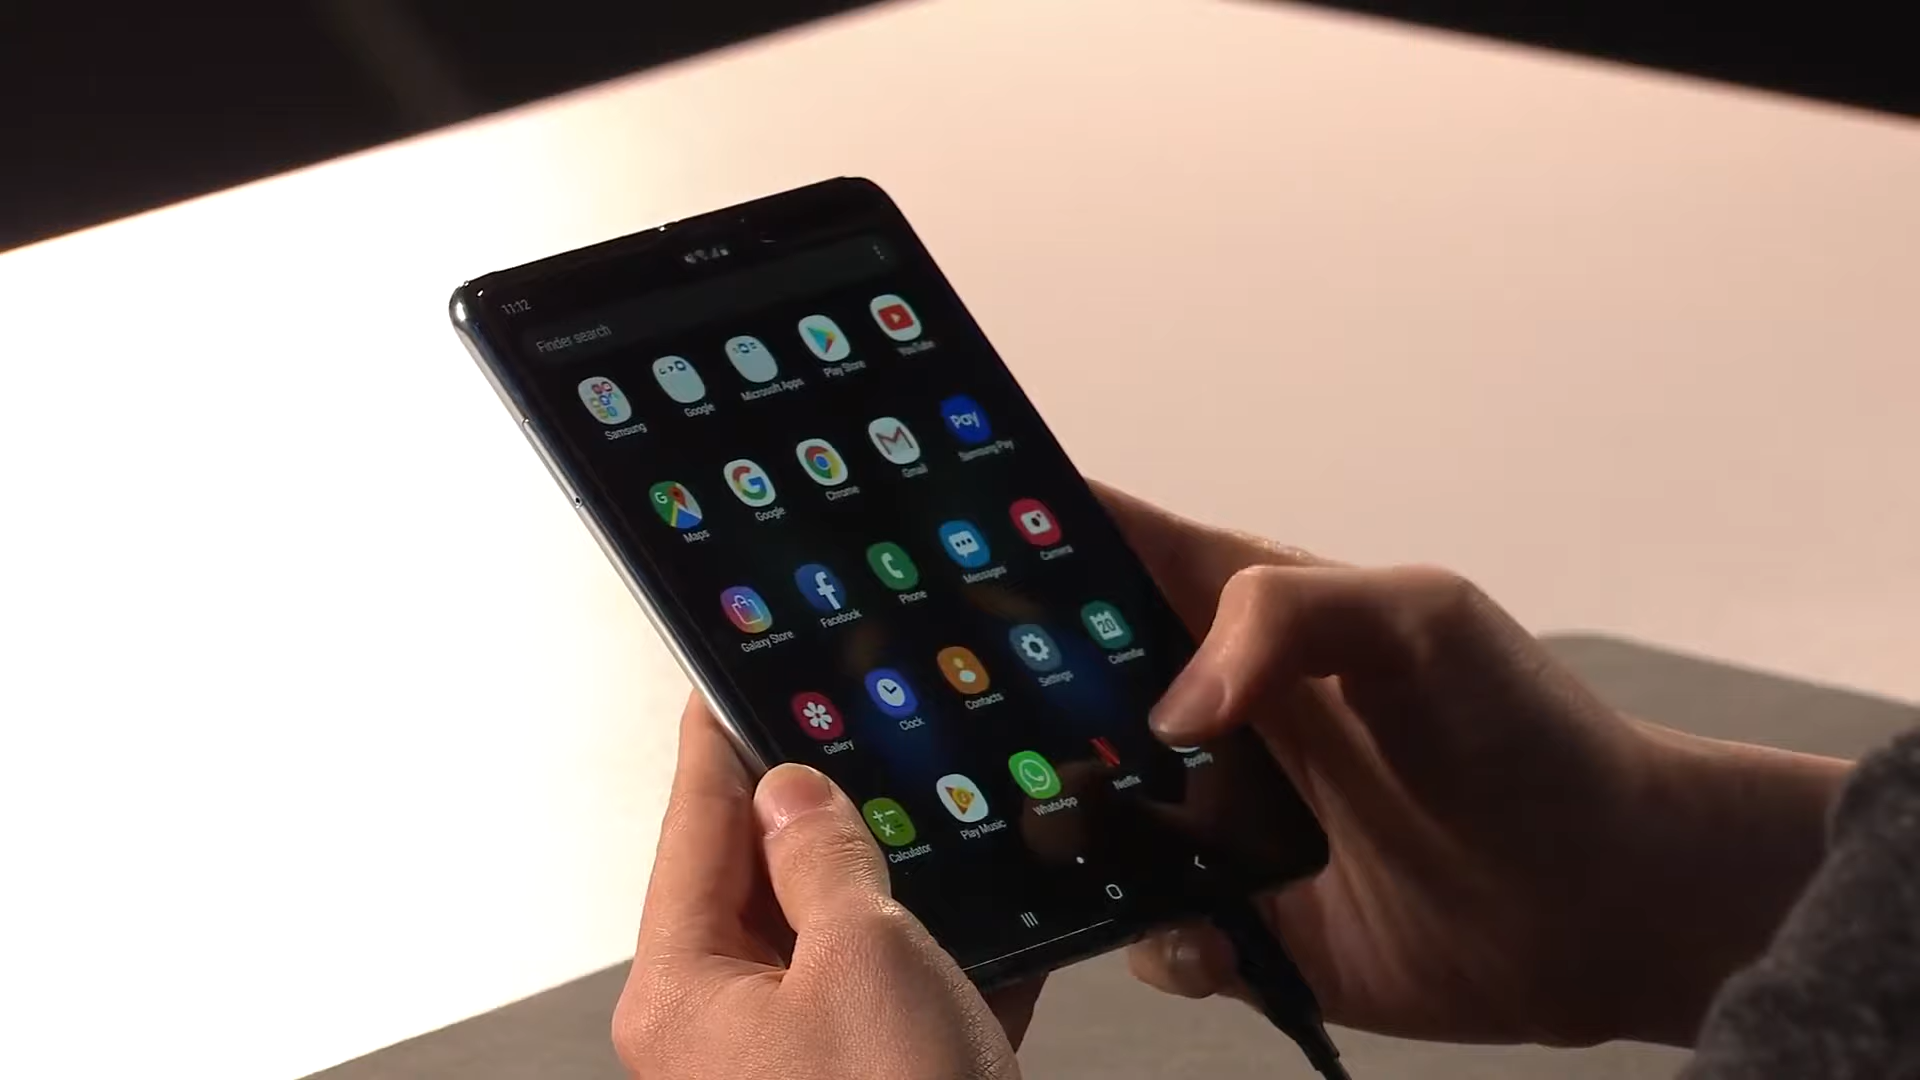 11:12
Finder search
Samsung
Google
Microsoft Apps
Play Store
YouTube
Maps
G
Google
Chrome
Gmail
pay
Samsung Pay
Galaxy Store
Facebook
Phone
Messages
Camera
Gallery
Clock
Contacts
Settings
20
Calendar
Calculator
Play Music
WhatsApp
Netflix
Spotify